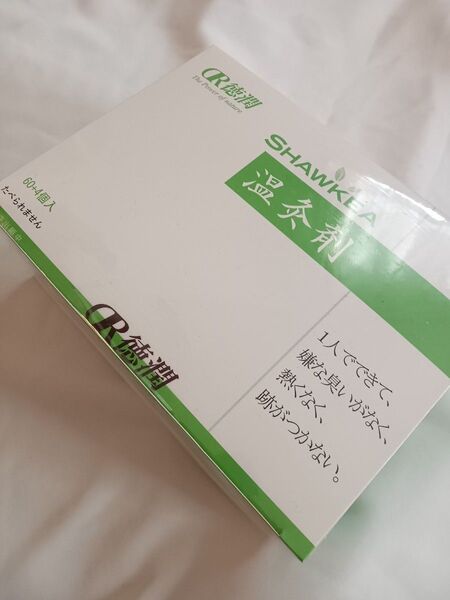 CR徳潤
The Power of nature
SHAWKEA
温灸剤
60+4個入
たべられません
1人でできて、
嫌な臭いがなく、
熱くなく、
跡がつかない。
CR徳潤